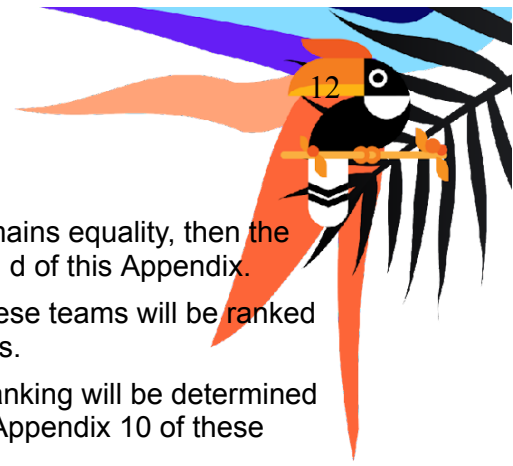 12
mains equality, then the
d of this Appendix.
ese teams will be ranked
s.
anking will be determined
Appendix 10 of these